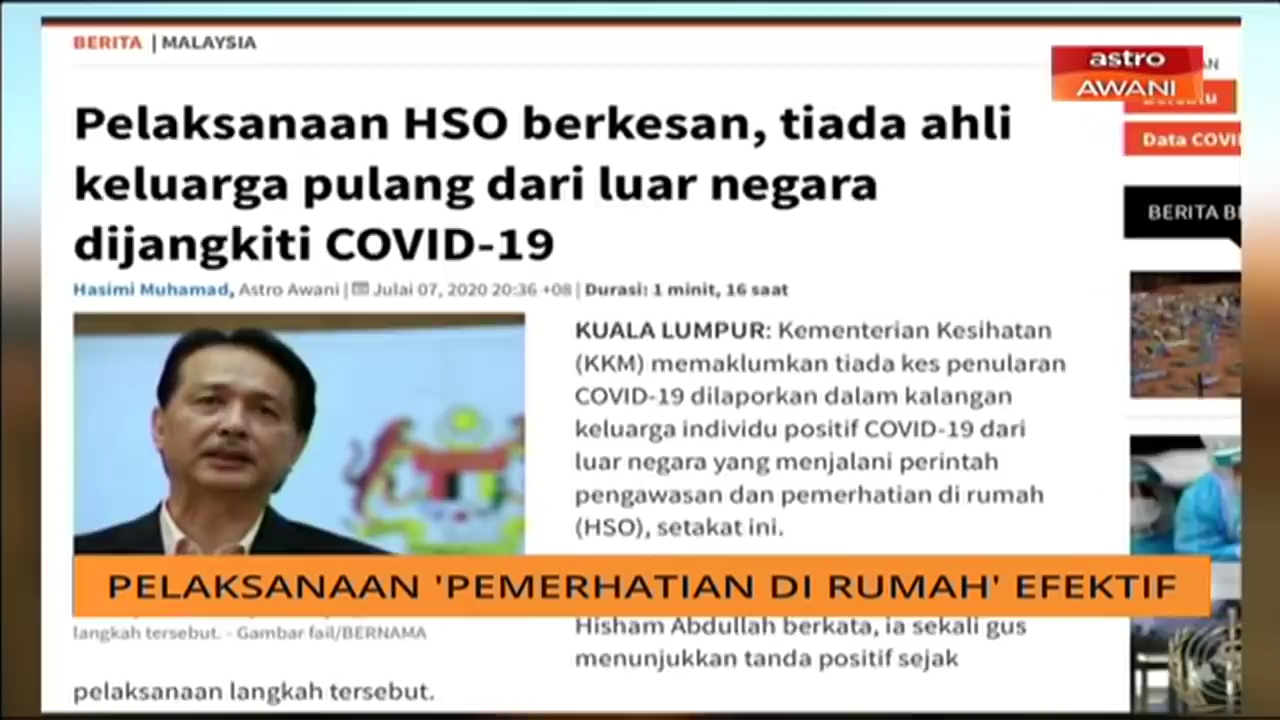 BERITA | MALAYSIA
astro
AWANI
Pelaksanaan HSO berkesan, tiada ahli
keluarga pulang dari luar negara
dijangkiti COVID-19
Data COVI
BERITA B
Hasimi Muhamad, Astro Awani | Julai 07, 2020 20:36 +08 | Durasi: 1 minit, 16 saat
KUALA LUMPUR: Kementerian Kesihatan
(KKM) memaklumkan tiada kes penularan
COVID-19 dilaporkan dalam kalangan
keluarga individu positif COVID-19 dari
luar negara yang menjalani perintah
pengawasan dan pemerhatian di rumah
(HSO), setakat ini.
PELAKSANAAN 'PEMERHATIAN DI RUMAH' EFEKTIF
langkah tersebut. - Gambar fail/BERNAMA
Hisham Abdullah berkata, ia sekali gus
menunjukkan tanda positif sejak
pelaksanaan langkah tersebut.